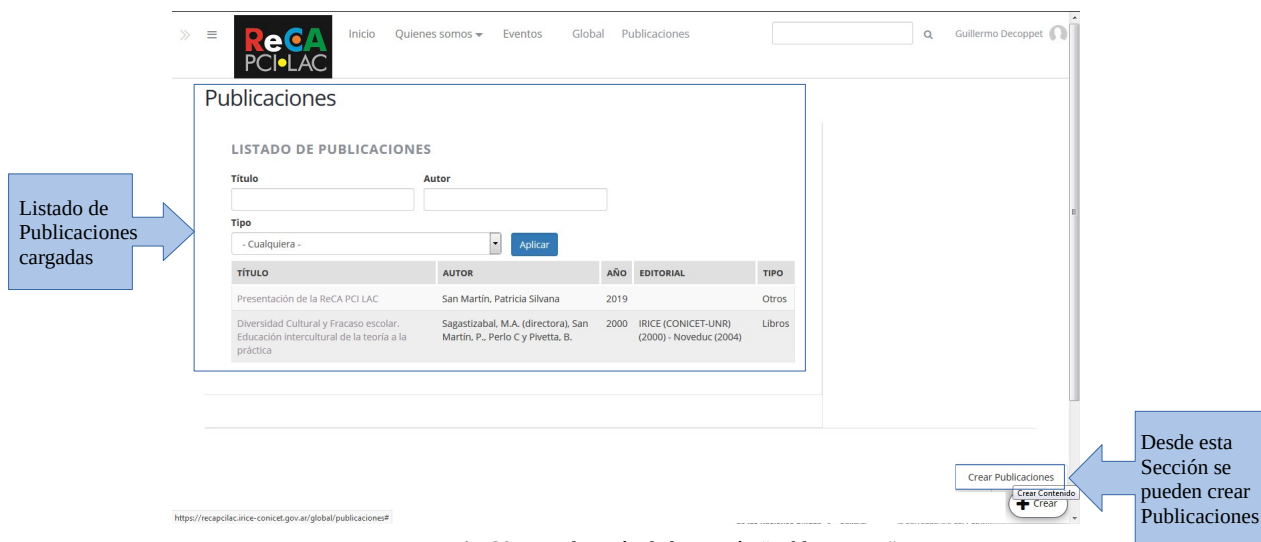 ReCA
PCI•LAC
Inicio Quienes somos Eventos Global Publicaciones
Guillermo Decoppet
Publicaciones
LISTADO DE PUBLICACIONES
Título Autor
Tipo
- Cualquiera - Aplicar
TÍTULO AUTOR AÑO EDITORIAL TIPO
Presentación de la ReCA PCI LAC San Martín, Patricia Silvana 2019 Otros
Diversidad Cultural y Fracaso escolar. Educación intercultural de la teoría a la práctica Sagastizabal, M.A. (directora), San Martín, P., Perlo C y Pivetta, B. 2000 IRICE (CONICET-UNR) (2000) - Noveduc (2004) Libros
Listado de
Publicaciones
cargadas
Desde esta
Sección se
pueden crear
Publicaciones
Crear Publicaciones
Crear Contenido
Crear
https://recapcilac.irice-conicet.gov.ar/global/publicaciones#